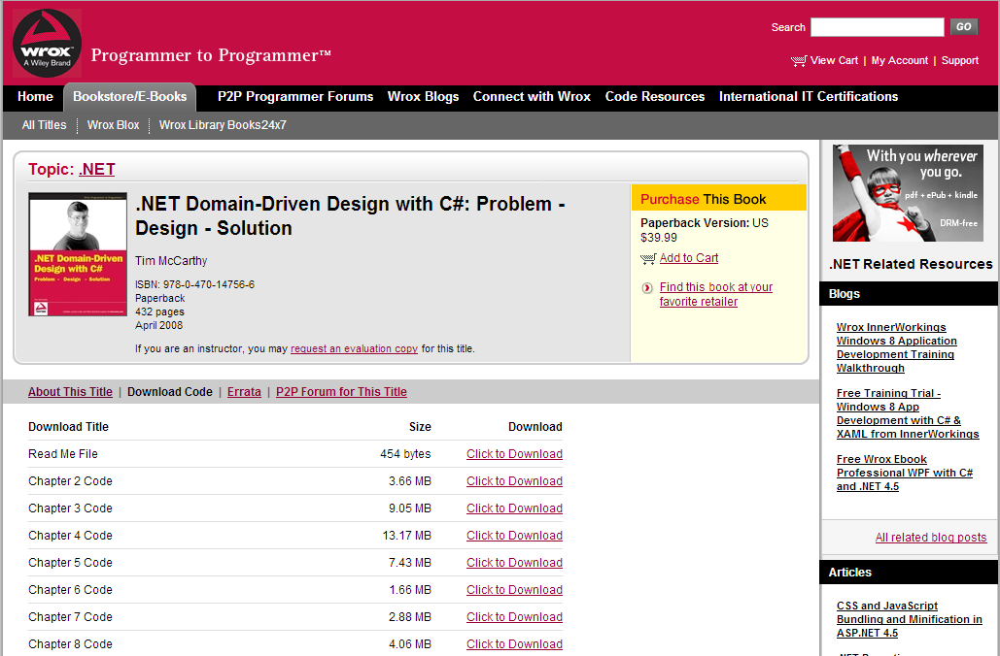 wrox™
A Wiley Brand
Programmer to Programmer™
Search
GO
View Cart | My Account | Support
Home
Bookstore/E-Books
P2P Programmer Forums
Wrox Blogs
Connect with Wrox
Code Resources
International IT Certifications
All Titles
Wrox Blox
Wrox Library Books24x7
Topic: .NET
.NET Domain-Driven
Design with C#
Problem - Design - Solution
.NET Domain-Driven Design with C#: Problem -
Design - Solution
Tim McCarthy
ISBN: 978-0-470-14756-6
Paperback
432 pages
April 2008
If you are an instructor, you may request an evaluation copy for this title.
Purchase This Book
Paperback Version: US
$39.99
Add to Cart
Find this book at your
favorite retailer
About This Title | Download Code | Errata | P2P Forum for This Title
Download Title Size Download
Read Me File 454 bytes Click to Download
Chapter 2 Code 3.66 MB Click to Download
Chapter 3 Code 9.05 MB Click to Download
Chapter 4 Code 13.17 MB Click to Download
Chapter 5 Code 7.43 MB Click to Download
Chapter 6 Code 1.66 MB Click to Download
Chapter 7 Code 2.88 MB Click to Download
Chapter 8 Code 4.06 MB Click to Download
With you wherever
you go.
pdf + ePub + kindle
DRM-free
.NET Related Resources
Blogs
Wrox InnerWorkings
Windows 8 Application
Development Training
Walkthrough
Free Training Trial -
Windows 8 App
Development with C# &
XAML from InnerWorkings
Free Wrox Ebook
Professional WPF with C#
and .NET 4.5
All related blog posts
Articles
CSS and JavaScript
Bundling and Minification in
ASP.NET 4.5